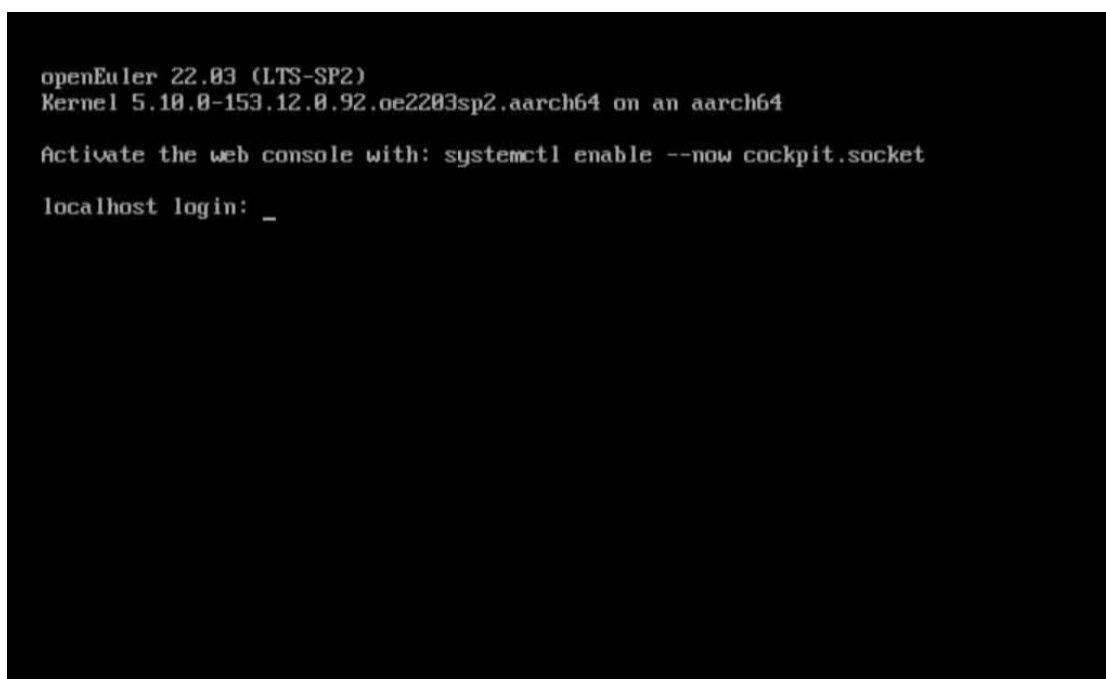 openEuler 22.03 (LTS-SP2)
Kernel 5.10.0-153.12.0.92.oe2203sp2.aarch64 on an aarch64
Activate the web console with: systemctl enable --now cockpit.socket
localhost login: _